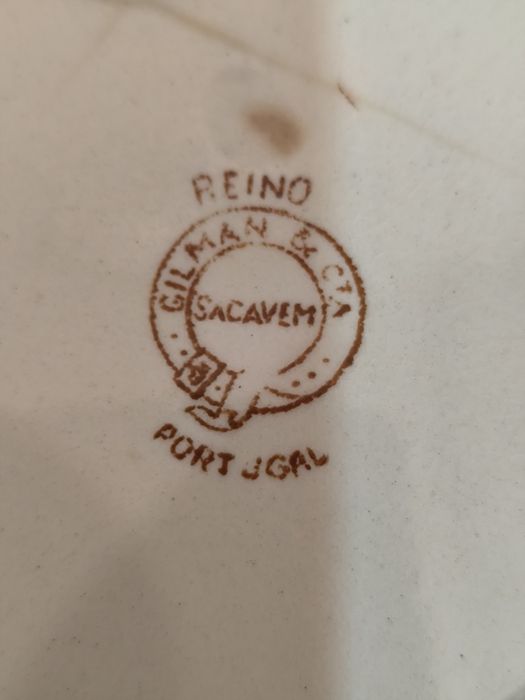 REINO
GILMAN & CTA
SACAVEM
PORTUGAL